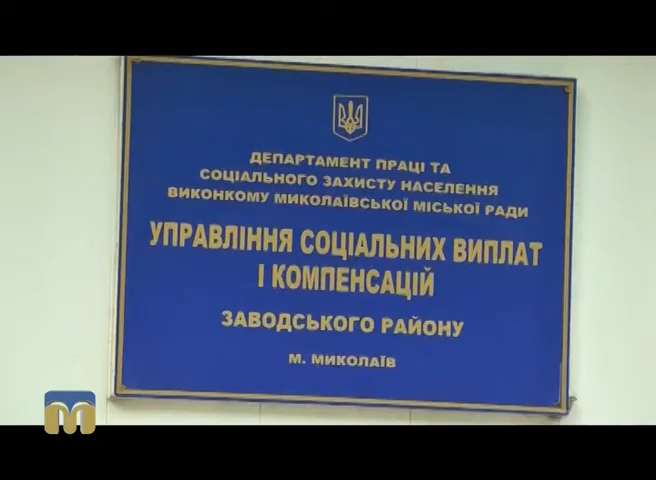 ДЕПАРТАМЕНТ ПРАЦІ ТА
СОЦІАЛЬНОГО ЗАХИСТУ НАСЕЛЕННЯ
ВИКОНКОМУ МИКОЛАЇВСЬКОЇ МІСЬКОЇ РАДИ
УПРАВЛІННЯ СОЦІАЛЬНИХ ВИПЛАТ
І КОМПЕНСАЦІЙ
ЗАВОДСЬКОГО РАЙОНУ
М. МИКОЛАЇВ